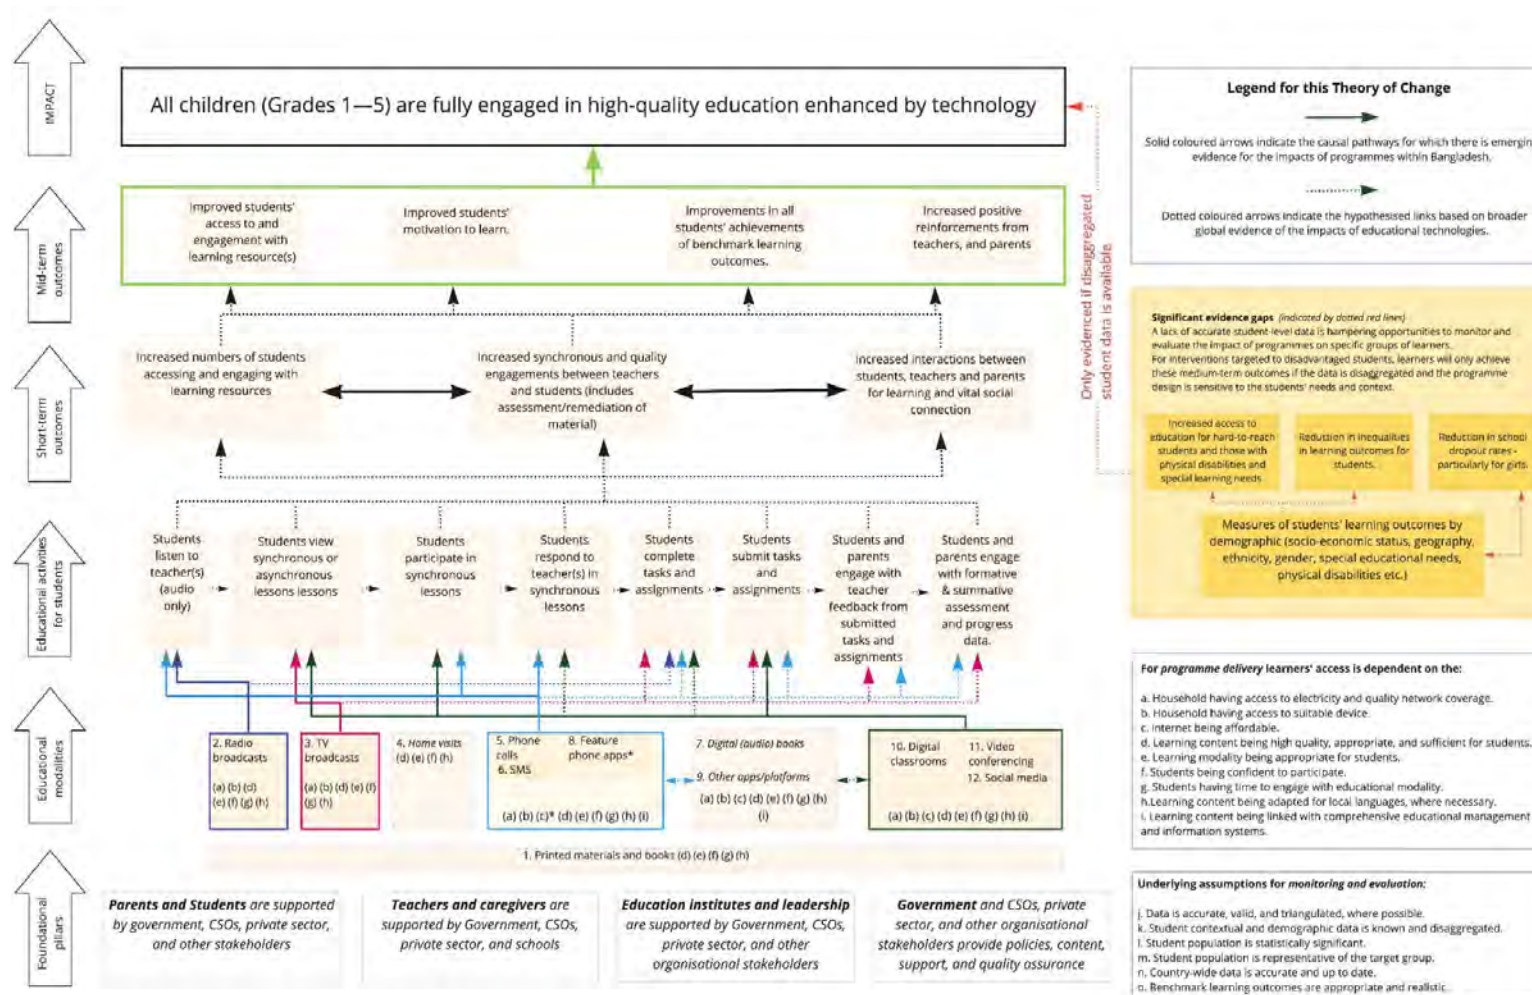 IMPACT
All children (Grades 1—5) are fully engaged in high-quality education enhanced by technology
Mid-term
outcomes
Improved students'
access to and
engagement with
learning resource(s)
Improved students'
motivation to learn.
Improvements in all
students' achievements
of benchmark learning
outcomes.
Increased positive
reinforcements from
teachers, and parents
Only evidenced if disaggregated
student data is available
Short-term
outcomes
Increased numbers of students
accessing and engaging with
learning resources
Increased synchronous and quality
engagements between teachers
and students (includes
assessment/remediation of
material)
Increased interactions between
students, teachers and parents
for learning and vital social
connection
Educational activities
for students
Students
listen to
teacher(s)
(audio
only)
Students view
synchronous or
asynchronous
lessons lessons
Students
participate in
synchronous
lessons
Students
respond to
teacher(s) in
synchronous
lessons
Students
complete
tasks and
assignments
Students
submit tasks
and
assignments
Students and
parents
engage with
teacher
feedback from
submitted
tasks and
assignments
Students and
parents engage
with formative
& summative
assessment
and progress
data.
Educational
modalities
2. Radio
broadcasts
(a) (b) (d)
(e) (f) (g) (h)
3. TV
broadcasts
(a) (b) (d) (e) (f)
(g) (h)
4. Home visits
(d) (e) (f) (h)
5. Phone
calls
6. SMS
8. Feature
phone apps*
(a) (b) (c)* (d) (e) (f) (g) (h) (i)
7. Digital (audio) books
9. Other apps/platforms
(a) (b) (c) (d) (e) (f) (g) (h)
(i)
10. Digital
classrooms
11. Video
conferencing
12. Social media
(a) (b) (c) (d) (e) (f) (g) (h) (i)
1. Printed materials and books (d) (e) (f) (g) (h)
Foundational
pillars
Parents and Students are supported
by government, CSOs, private sector,
and other stakeholders
Teachers and caregivers are
supported by Government, CSOs,
private sector, and schools
Education institutes and leadership
are supported by Government, CSOs,
private sector, and other
organisational stakeholders
Government and CSOs, private
sector, and other organisational
stakeholders provide policies, content,
support, and quality assurance
Legend for this Theory of Change
Solid coloured arrows indicate the causal pathways for which there is emergin
evidence for the impacts of programmes within Bangladesh.
Dotted coloured arrows indicate the hypothesised links based on broader
global evidence of the impacts of educational technologies.
Significant evidence gaps (indicated by dotted red lines)
A lack of accurate student-level data is hampering opportunities to monitor and
evaluate the impact of programmes on specific groups of learners.
For interventions targeted to disadvantaged students, learners will only achieve
these medium-term outcomes if the data is disaggregated and the programme
design is sensitive to the students' needs and context.
Increased access to
education for hard-to-reach
students and those with
physical disabilities and
special learning needs
Reduction in inequalities
in learning outcomes for
students.
Reduction in school
dropout rates -
particularly for girls.
Measures of students' learning outcomes by
demographic (socio-economic status, geography,
ethnicity, gender, special educational needs,
physical disabilities etc.)
For programme delivery learners' access is dependent on the:
a. Household having access to electricity and quality network coverage.
b. Household having access to suitable device.
c. Internet being affordable.
d. Learning content being high quality, appropriate, and sufficient for students.
e. Learning modality being appropriate for students.
f. Students being confident to participate.
g. Students having time to engage with educational modality.
h.Learning content being adapted for local languages, where necessary.
i. Learning content being linked with comprehensive educational management
and information systems.
Underlying assumptions for monitoring and evaluation:
j. Data is accurate, valid, and triangulated, where possible.
k. Student contextual and demographic data is known and disaggregated.
l. Student population is statistically significant.
m. Student population is representative of the target group.
n. Country-wide data is accurate and up to date.
o. Benchmark learning outcomes are appropriate and realistic.